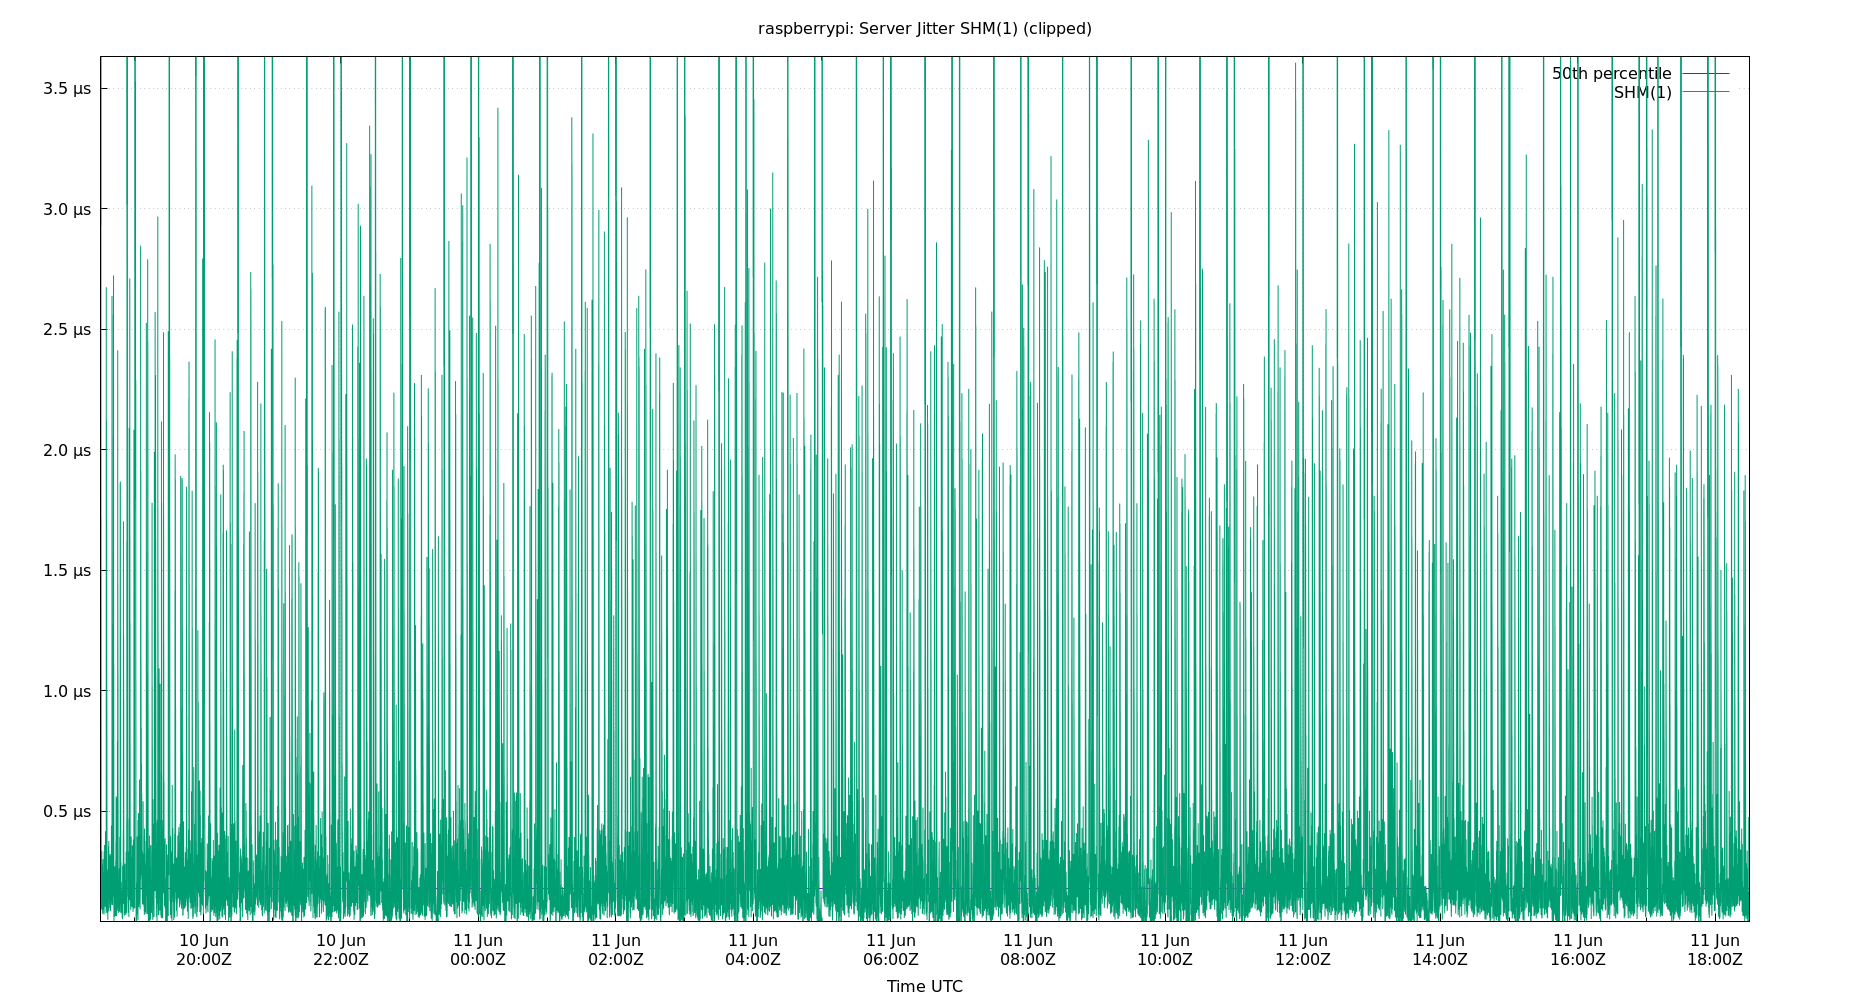 raspberrypi: Server Jitter SHM(1) (clipped)
50th percentile
SHM(1)
3.5 µs
3.0 µs
2.5 µs
2.0 µs
1.5 µs
1.0 µs
0.5 µs
10 Jun 10 Jun 11 Jun 11 Jun 11 Jun 11 Jun 11 Jun 11 Jun 11 Jun 11 Jun 11 Jun 11 Jun
20:00Z 22:00Z 00:00Z 02:00Z 04:00Z 06:00Z 08:00Z 10:00Z 12:00Z 14:00Z 16:00Z 18:00Z
Time UTC